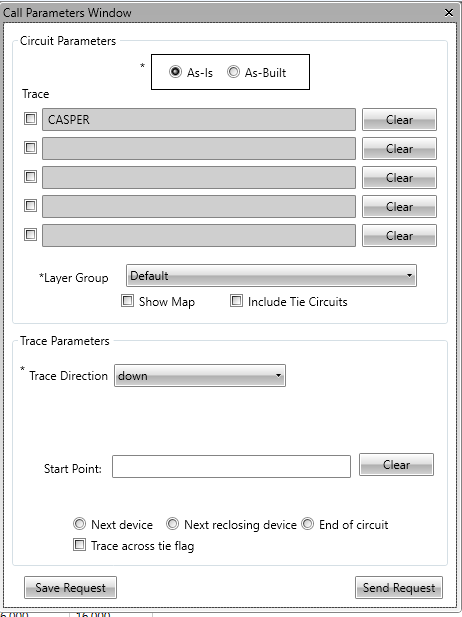 Call Parameters Window
Circuit Parameters
* As-Is As-Built
Trace
CASPER Clear
Clear
Clear
Clear
Clear
*Layer Group Default
Show Map Include Tie Circuits
Trace Parameters
* Trace Direction down
Start Point: Clear
Next device Next reclosing device End of circuit
Trace across tie flag
Save Request Send Request